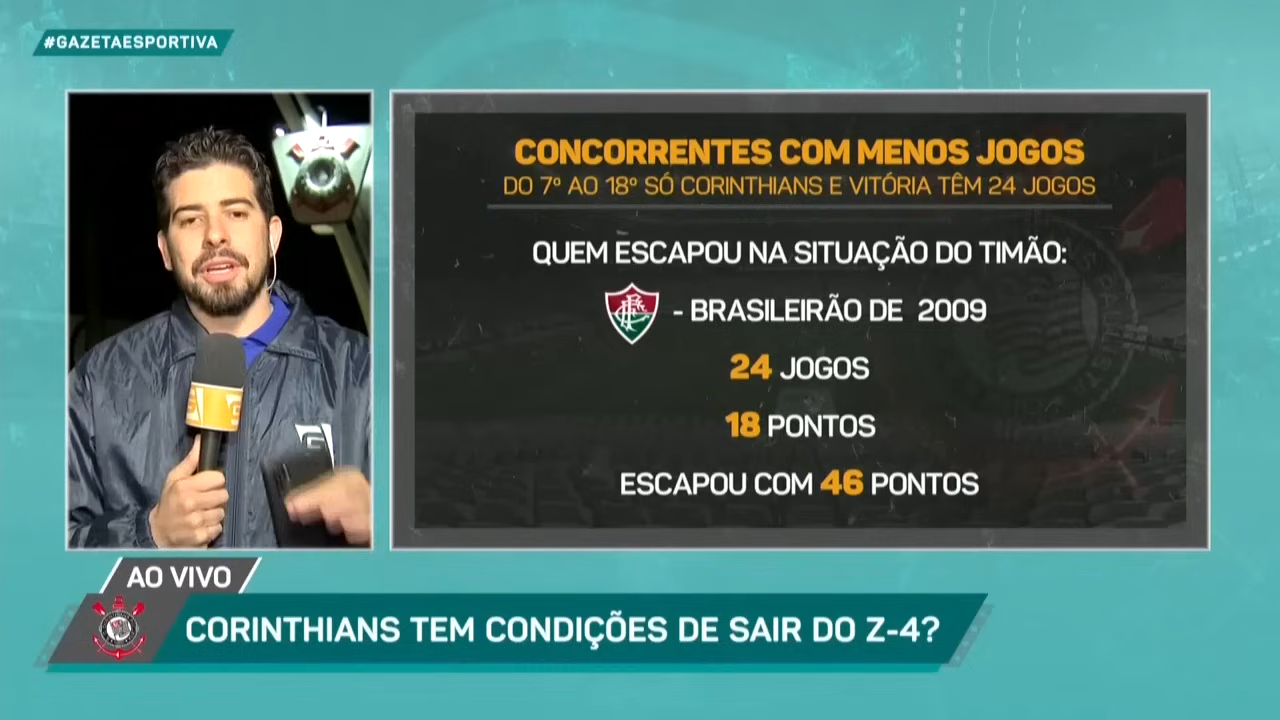 #GAZETAESPORTIVA
CONCORRENTES COM MENOS JOGOS
DO 7º AO 18º SÓ CORINTHIANS E VITÓRIA TÊM 24 JOGOS
QUEM ESCAPOU NA SITUAÇÃO DO TIMÃO:
- BRASILEIRÃO DE 2009
24 JOGOS
18 PONTOS
ESCAPOU COM 46 PONTOS
AO VIVO
CORINTHIANS TEM CONDIÇÕES DE SAIR DO Z-4?